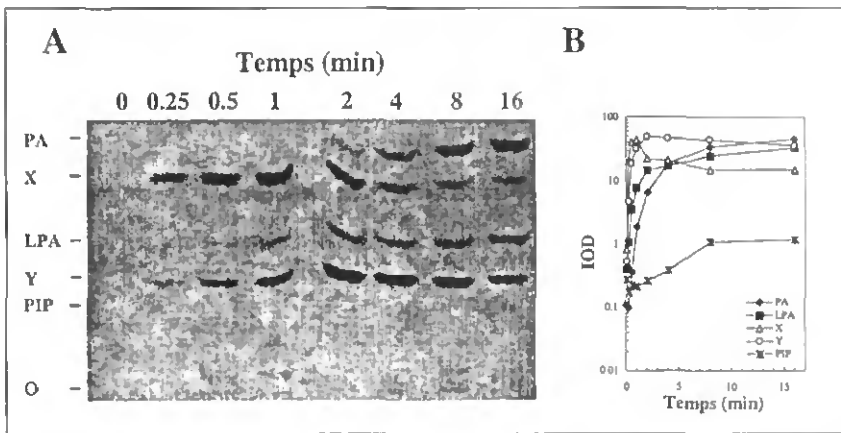 A
Temps (min)
0 0.25 0.5 1 2 4 8 16
PA
X
LPA
Y
PIP
O
B
100
10
1
0.1
0.01
IOD
0 5 10 15
Temps (min)
PA
LPA
X
Y
PIP